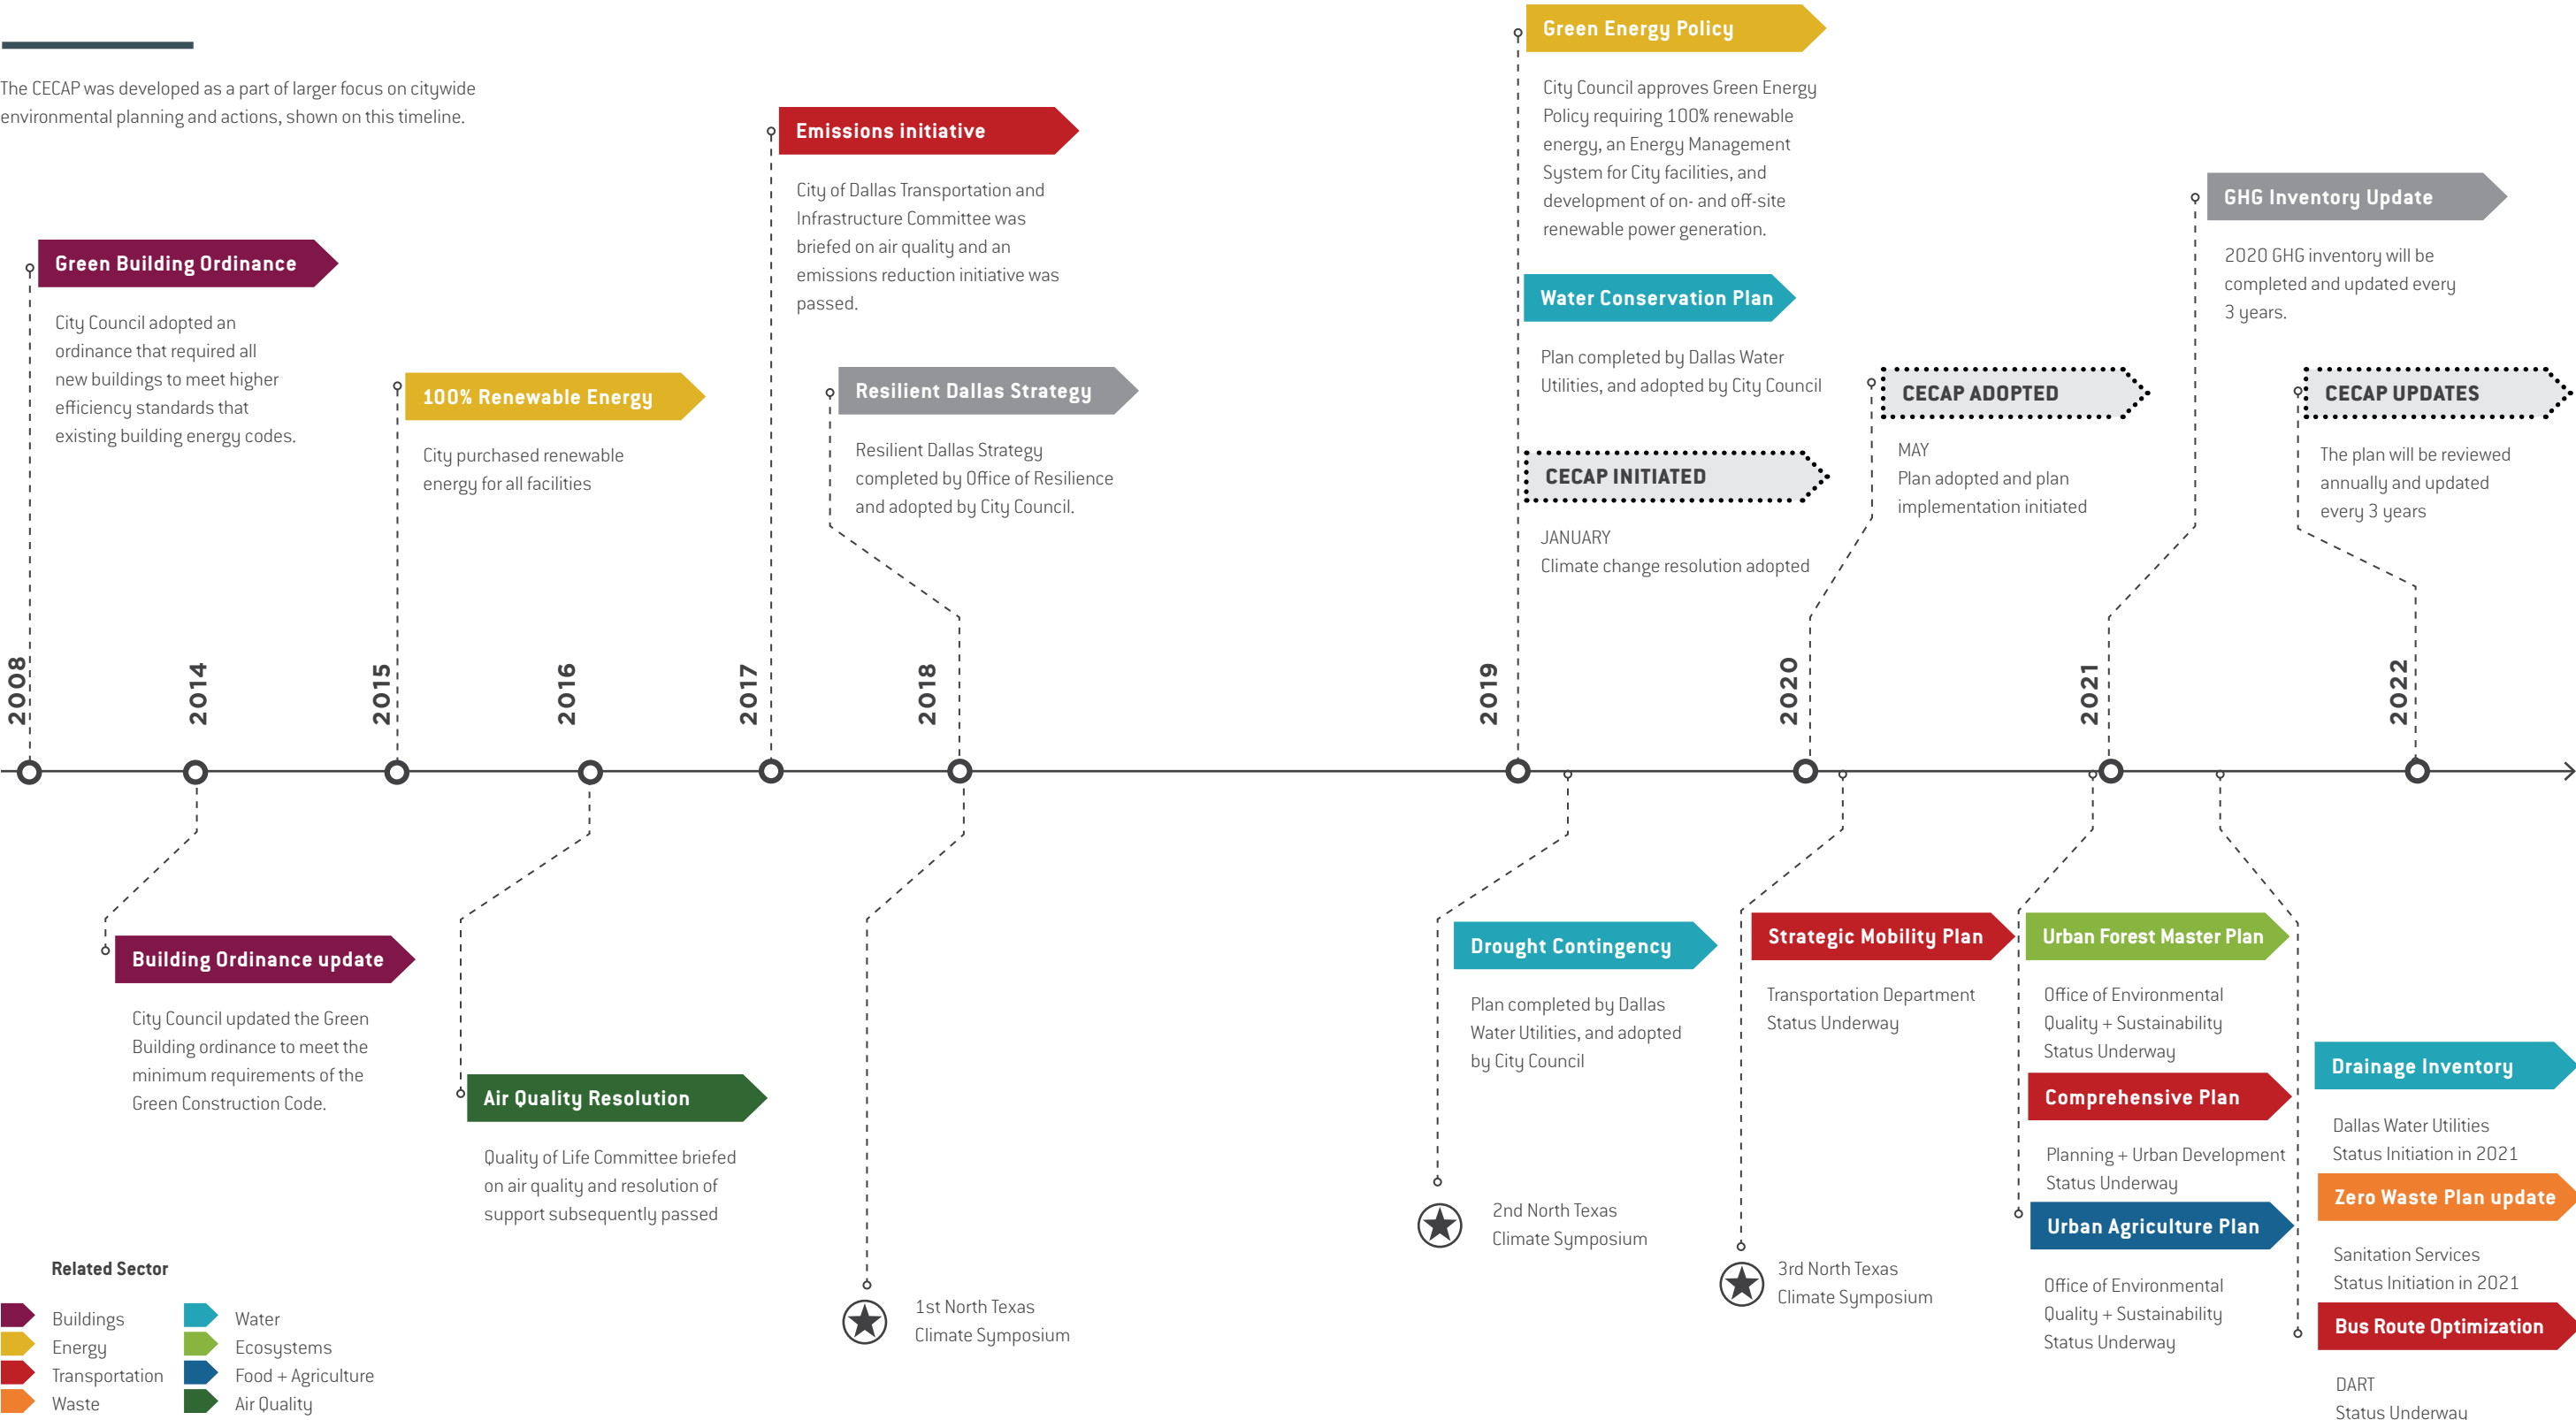 The CECAP was developed as a part of larger focus on citywide
environmental planning and actions, shown on this timeline.
Green Building Ordinance
City Council adopted an
ordinance that required all
new buildings to meet higher
efficiency standards that
existing building energy codes.
100% Renewable Energy
City purchased renewable
energy for all facilities
Emissions initiative
City of Dallas Transportation and
Infrastructure Committee was
briefed on air quality and an
emissions reduction initiative was
passed.
Resilient Dallas Strategy
Resilient Dallas Strategy
completed by Office of Resilience
and adopted by City Council.
Green Energy Policy
City Council approves Green Energy
Policy requiring 100% renewable
energy, an Energy Management
System for City facilities, and
development of on- and off-site
renewable power generation.
Water Conservation Plan
Plan completed by Dallas Water
Utilities, and adopted by City Council
CECAP INITIATED
JANUARY
Climate change resolution adopted
CECAP ADOPTED
MAY
Plan adopted and plan
implementation initiated
GHG Inventory Update
2020 GHG inventory will be
completed and updated every
3 years.
CECAP UPDATES
The plan will be reviewed
annually and updated
every 3 years
2008
2014
2015
2016
2017
2018
2019
2020
2021
2022
Building Ordinance update
City Council updated the Green
Building ordinance to meet the
minimum requirements of the
Green Construction Code.
Air Quality Resolution
Quality of Life Committee briefed
on air quality and resolution of
support subsequently passed
1st North Texas
Climate Symposium
Drought Contingency
Plan completed by Dallas
Water Utilities, and adopted
by City Council
2nd North Texas
Climate Symposium
Strategic Mobility Plan
Transportation Department
Status Underway
3rd North Texas
Climate Symposium
Urban Forest Master Plan
Office of Environmental
Quality + Sustainability
Status Underway
Comprehensive Plan
Planning + Urban Development
Status Underway
Urban Agriculture Plan
Office of Environmental
Quality + Sustainability
Status Underway
Drainage Inventory
Dallas Water Utilities
Status Initiation in 2021
Zero Waste Plan update
Sanitation Services
Status Initiation in 2021
Bus Route Optimization
DART
Status Underway
Related Sector
Buildings
Energy
Transportation
Waste
Water
Ecosystems
Food + Agriculture
Air Quality